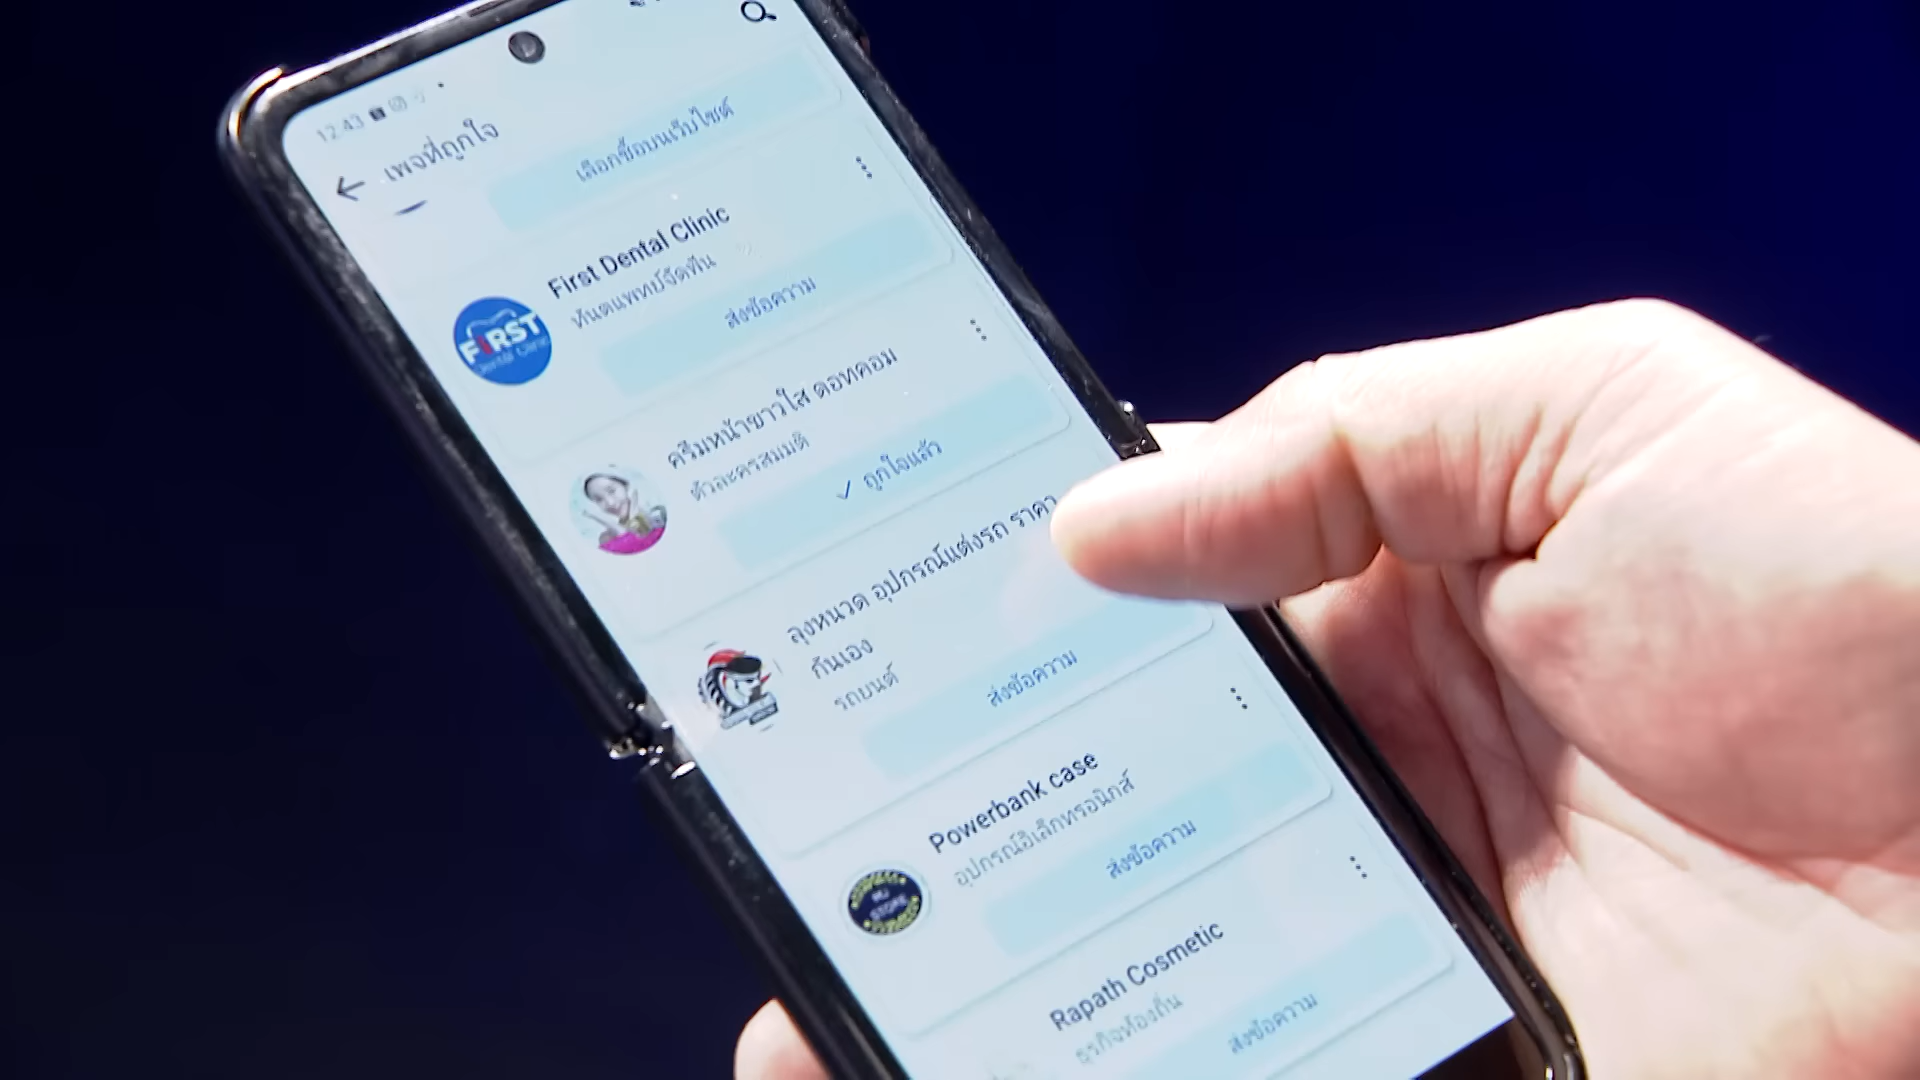 12:43
เพจที่ถูกใจ
เลือกซื้อบนเว็บไซต์
First Dental Clinic
ทันตแพทย์จัดฟัน
ส่งข้อความ
FiRST
Dental Clinic
ครีมหน้าขาวใส ดอทคอม
ตัวละครสมมติ
✓ ถูกใจแล้ว
ลุงหนวด อุปกรณ์แต่งรถ ราคา
กันเอง
รถยนต์
ส่งข้อความ
Powerbank case
อุปกรณ์อิเล็กทรอนิกส์
ส่งข้อความ
STORE
Rapath Cosmetic
ธุรกิจท้องถิ่น
ส่งข้อความ